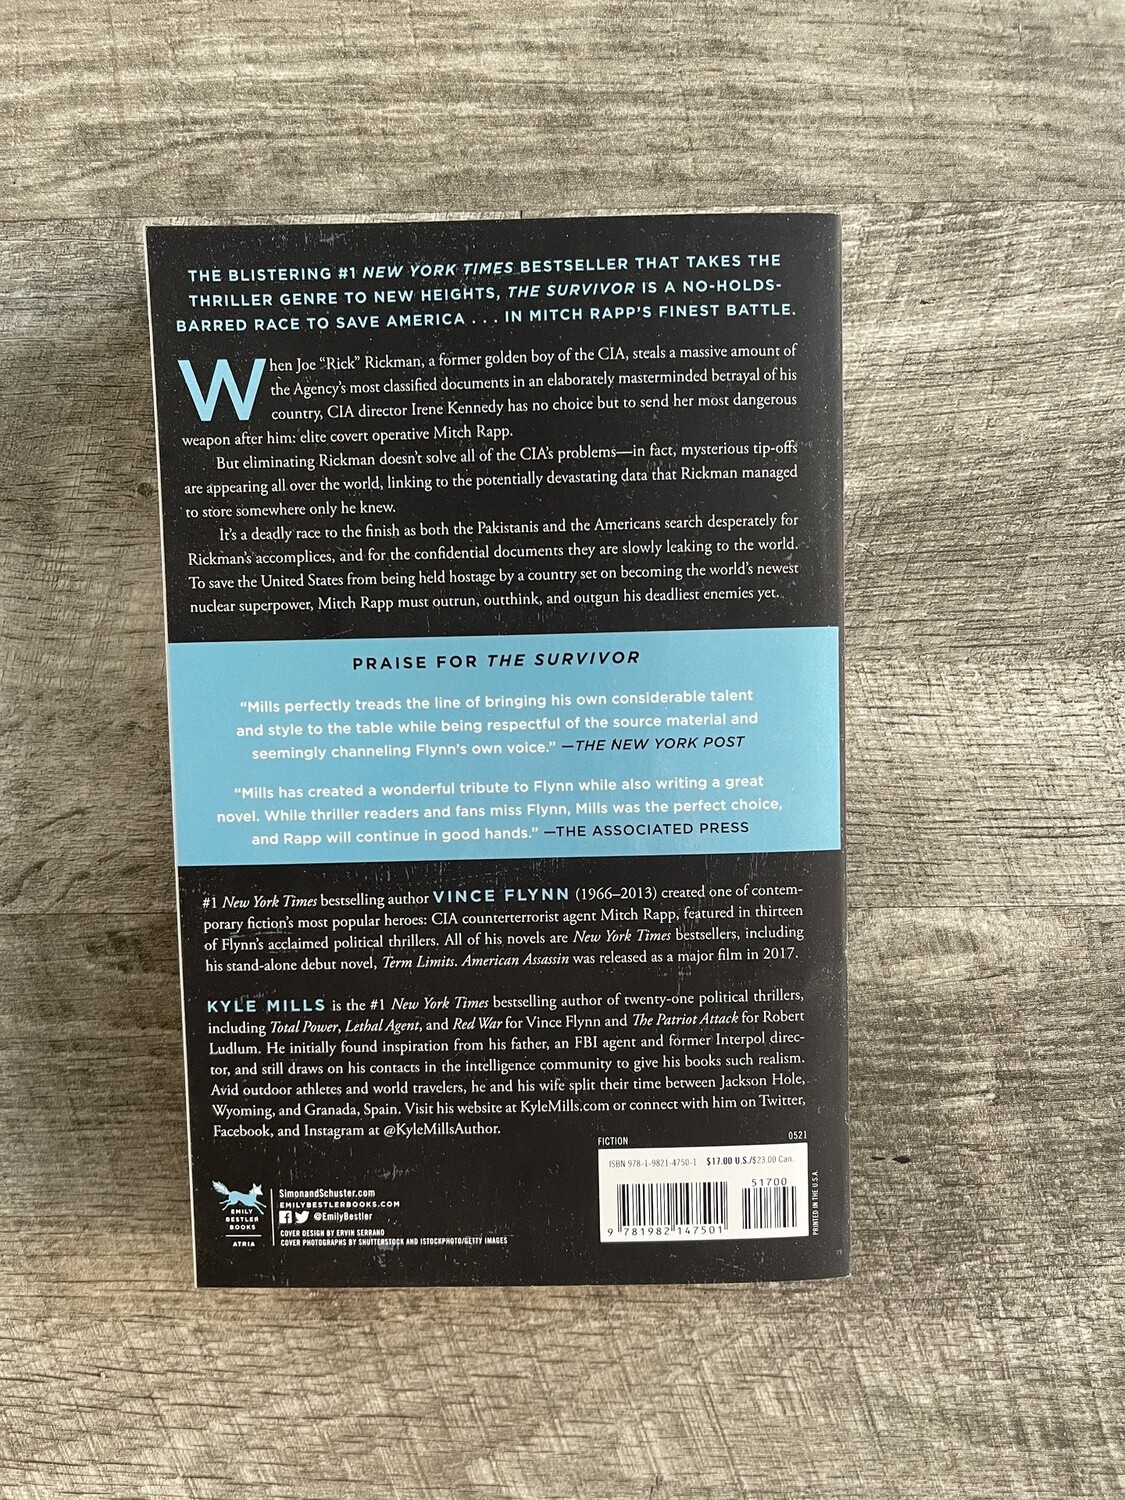 THE BLISTERING #1 NEW YORK TIMES BESTSELLER THAT TAKES THE
THRILLER GENRE TO NEW HEIGHTS, THE SURVIVOR IS A NO-HOLDS-
BARRED RACE TO SAVE AMERICA . . . IN MITCH RAPP'S FINEST BATTLE.
When Joe “Rick” Rickman, a former golden boy of the CIA, steals a massive amount of
the Agency's most classified documents in an elaborately masterminded betrayal of his
country, CIA director Irene Kennedy has no choice but to send her most dangerous
weapon after him: elite covert operative Mitch Rapp.
But eliminating Rickman doesn't solve all of the CIA's problems—in fact, mysterious tip-offs
are appearing all over the world, linking to the potentially devastating data that Rickman managed
to store somewhere only he knew.
It's a deadly race to the finish as both the Pakistanis and the Americans search desperately for
Rickman's accomplices, and for the confidential documents they are slowly leaking to the world.
To save the United States from being held hostage by a country set on becoming the world's newest
nuclear superpower, Mitch Rapp must outrun, outthink, and outgun his deadliest enemies yet.
PRAISE FOR THE SURVIVOR
“Mills perfectly treads the line of bringing his own considerable talent
and style to the table while being respectful of the source material and
seemingly channeling Flynn's own voice.” —THE NEW YORK POST
“Mills has created a wonderful tribute to Flynn while also writing a great
novel. While thriller readers and fans miss Flynn, Mills was the perfect choice,
and Rapp will continue in good hands.” —THE ASSOCIATED PRESS
#1 New York Times bestselling author VINCE FLYNN (1966–2013) created one of contem-
porary fiction's most popular heroes: CIA counterterrorist agent Mitch Rapp, featured in thirteen
of Flynn's acclaimed political thrillers. All of his novels are New York Times bestsellers, including
his stand-alone debut novel, Term Limits. American Assassin was released as a major film in 2017.
KYLE MILLS is the #1 New York Times bestselling author of twenty-one political thrillers,
including Total Power, Lethal Agent, and Red War for Vince Flynn and The Patriot Attack for Robert
Ludlum. He initially found inspiration from his father, an FBI agent and former Interpol direc-
tor, and still draws on his contacts in the intelligence community to give his books such realism.
Avid outdoor athletes and world travelers, he and his wife split their time between Jackson Hole,
Wyoming, and Granada, Spain. Visit his website at KyleMills.com or connect with him on Twitter,
Facebook, and Instagram at @KyleMillsAuthor.
EMILY
BESTLER
BOOKS
ATRIA
SimonandSchuster.com
EMILYBESTLERBOOKS.COM
@EmilyBestler
COVER DESIGN BY ERVIN SERRANO
COVER PHOTOGRAPHS BY SHUTTERSTOCK AND ISTOCKPHOTO/GETTY IMAGES
FICTION 0521
ISBN 978-1-9821-4750-1 $17.00 U.S./$23.00 Can.
51700
9 781982 147501
PRINTED IN THE U.S.A.